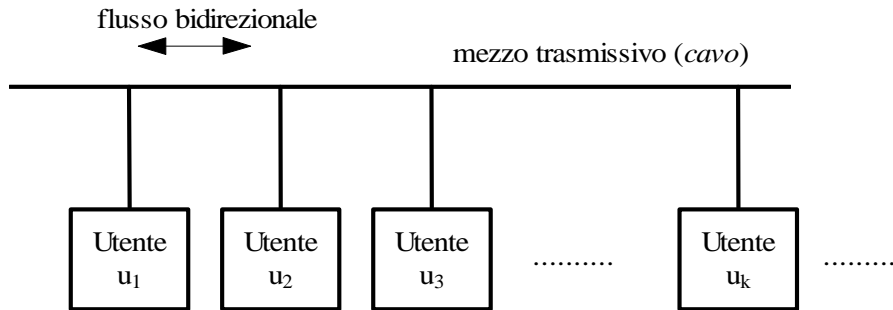 flusso bidirezionale
mezzo trasmissivo (cavo)
Utente Utente Utente Utente
u1 u2 u3 .......... uk ..........